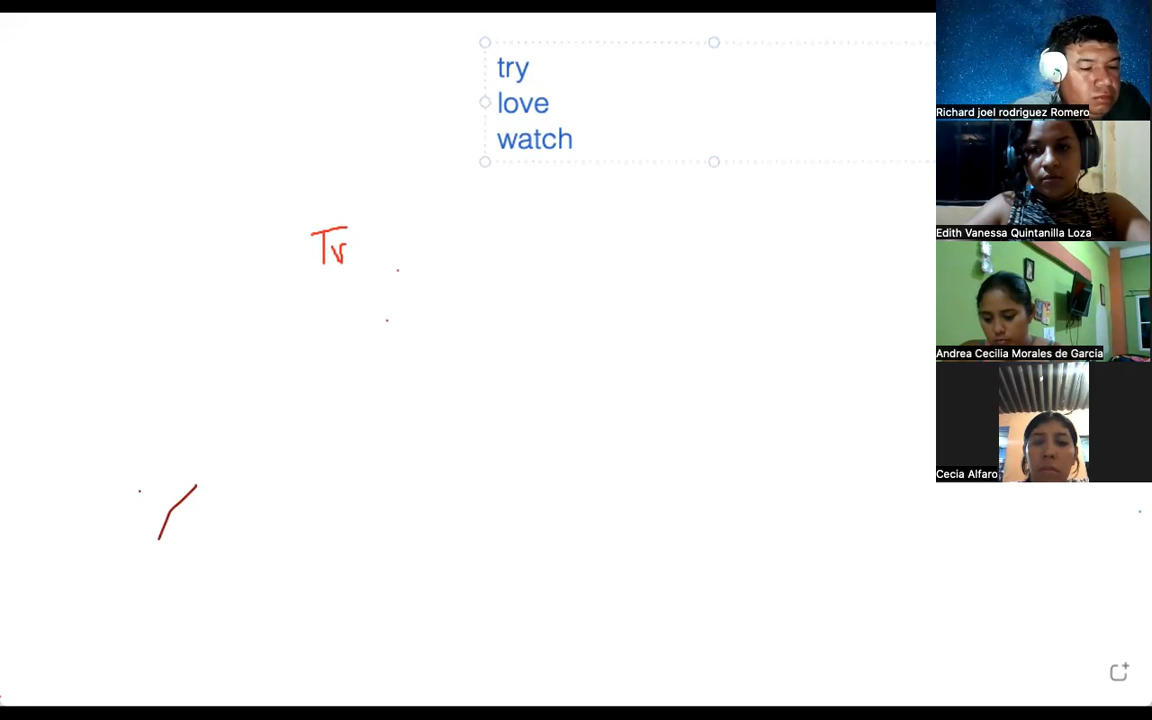 try
love
watch
Tr
Richard joel rodriguez Romero
Edith Vanessa Quintanilla Loza
Andrea Cecilia Morales de Garcia
Cecia Alfaro